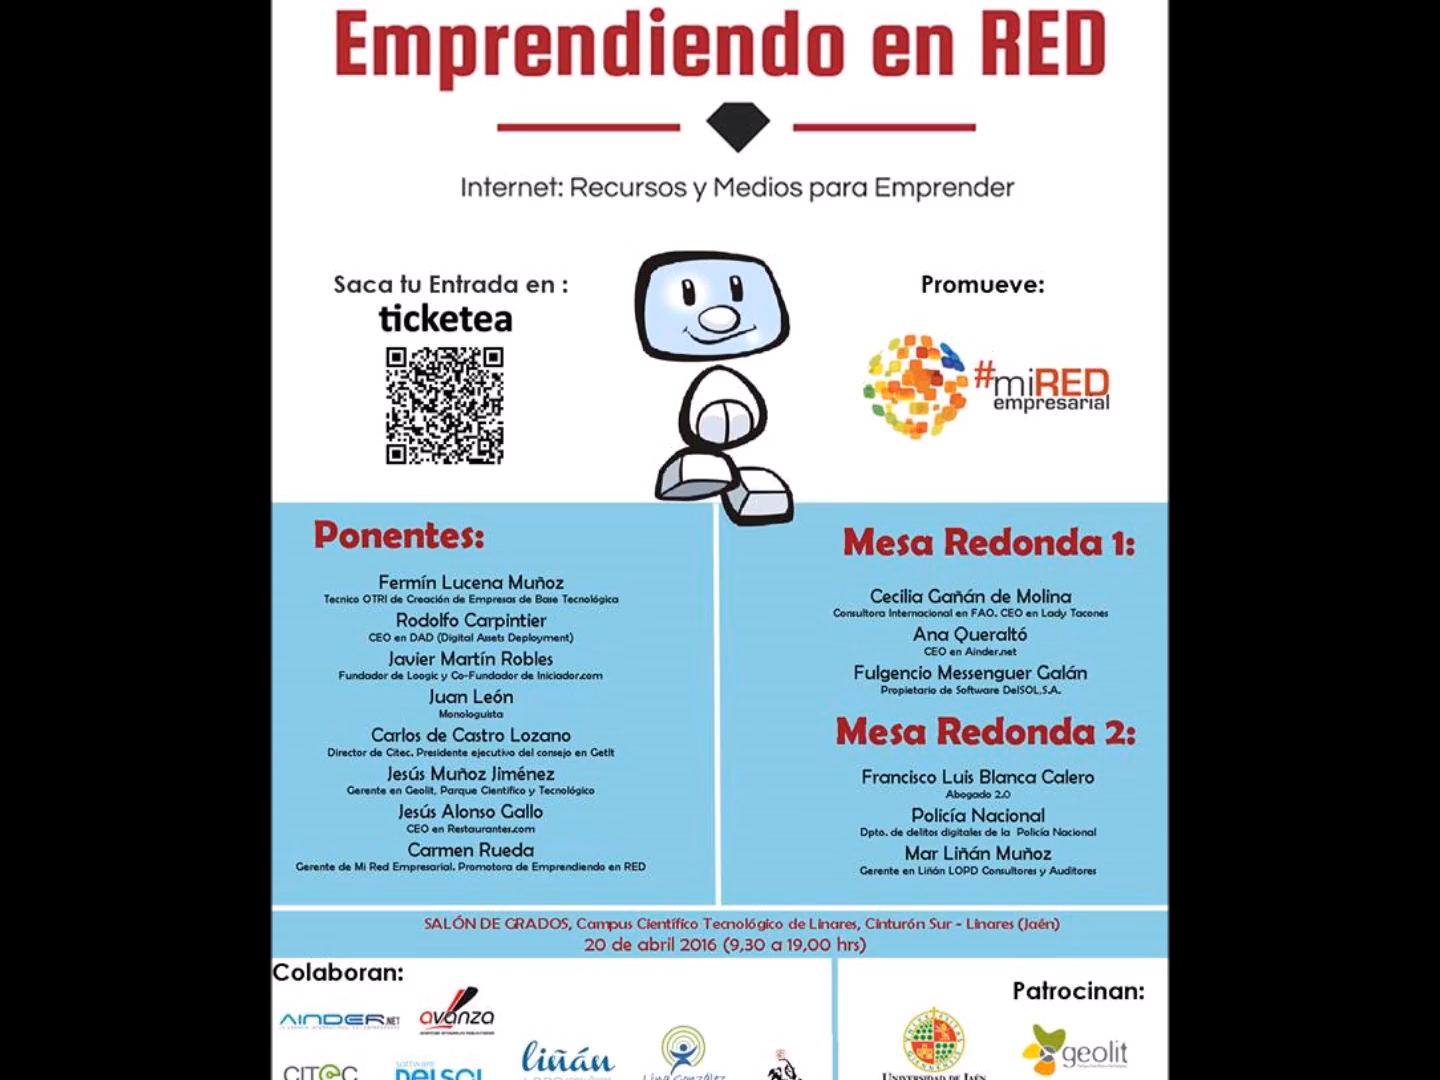 Emprendiendo en RED
Internet: Recursos y Medios para Emprender
Saca tu Entrada en :
ticketea
Promueve:
#miRED
empresarial
Ponentes:
Fermín Lucena Muñoz
Tecnico OTRI de Creación de Empresas de Base Tecnológica
Rodolfo Carpintier
CEO en DAD (Digital Assets Deployment)
Javier Martín Robles
Fundador de Loogic y Co-Fundador de Iniciador.com
Juan León
Monologuista
Carlos de Castro Lozano
Director de Citec. Presidente ejecutivo del consejo en GetIt
Jesús Muñoz Jiménez
Gerente en Geolit, Parque Científico y Tecnológico
Jesús Alonso Gallo
CEO en Restaurantes.com
Carmen Rueda
Gerente de Mi Red Empresarial. Promotora de Emprendiendo en RED
Mesa Redonda 1:
Cecilia Gañán de Molina
Consultora Internacional en FAO. CEO en Lady Tacones
Ana Queraltó
CEO en Ainder.net
Fulgencio Messenguer Galán
Propietario de Software DelSOL,S.A.
Mesa Redonda 2:
Francisco Luis Blanca Calero
Abogado 2.0
Policía Nacional
Dpto. de delitos digitales de la Policía Nacional
Mar Liñán Muñoz
Gerente en Liñán LOPD Consultores y Auditores
SALÓN DE GRADOS, Campus Científico Tecnológico de Linares, Cinturón Sur - Linares (Jaén)
20 de abril 2016 (9,30 a 19,00 hrs)
Colaboran:
AINDER.NET
avanza
CITEC
software
DELSOL
liñán
Lina González
Patrocinan:
UNIVERSIDAD DE JAÉN
geolit